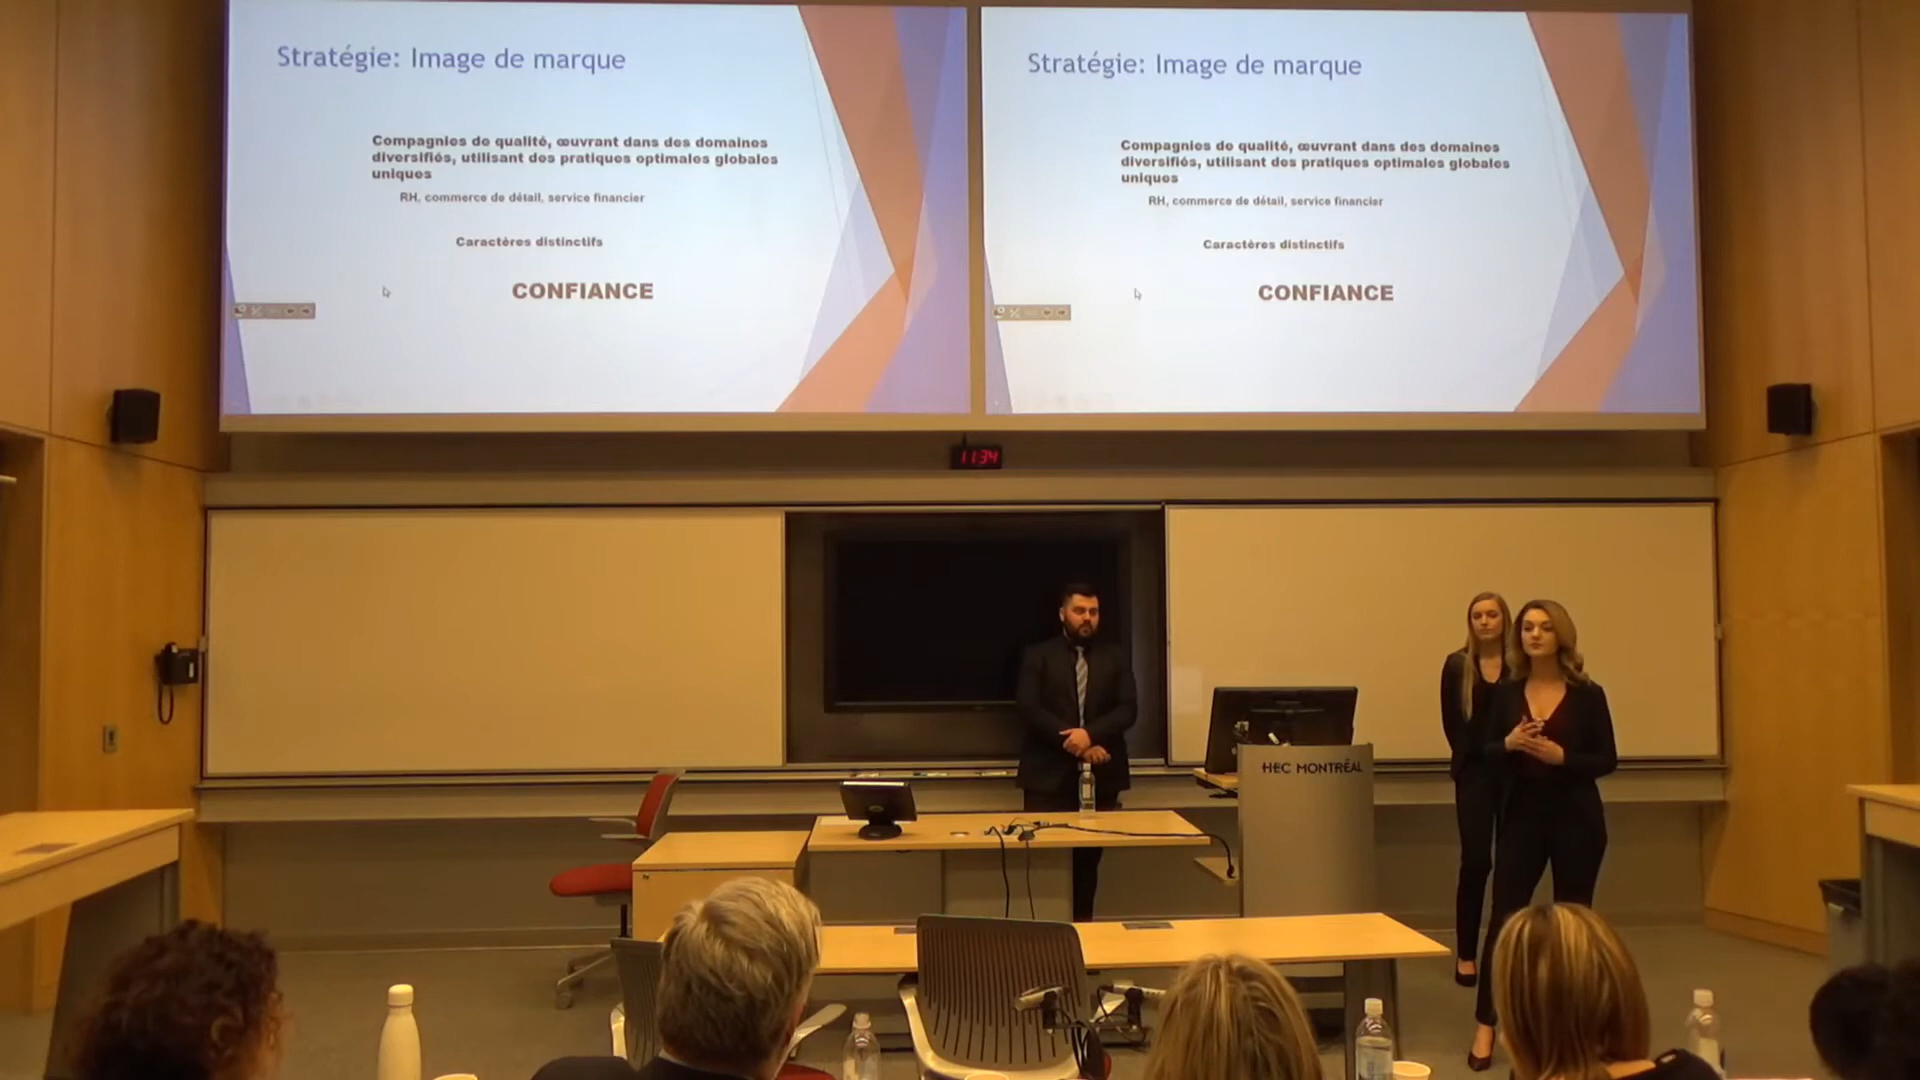 Stratégie: Image de marque
Compagnies de qualité, œuvrant dans des domaines
diversifiés, utilisant des pratiques optimales globales
uniques
RH, commerce de détail, service financier
Caractères distinctifs
CONFIANCE
Stratégie: Image de marque
Compagnies de qualité, œuvrant dans des domaines
diversifiés, utilisant des pratiques optimales globales
uniques
RH, commerce de détail, service financier
Caractères distinctifs
CONFIANCE
11:34
HEC MONTRÉAL